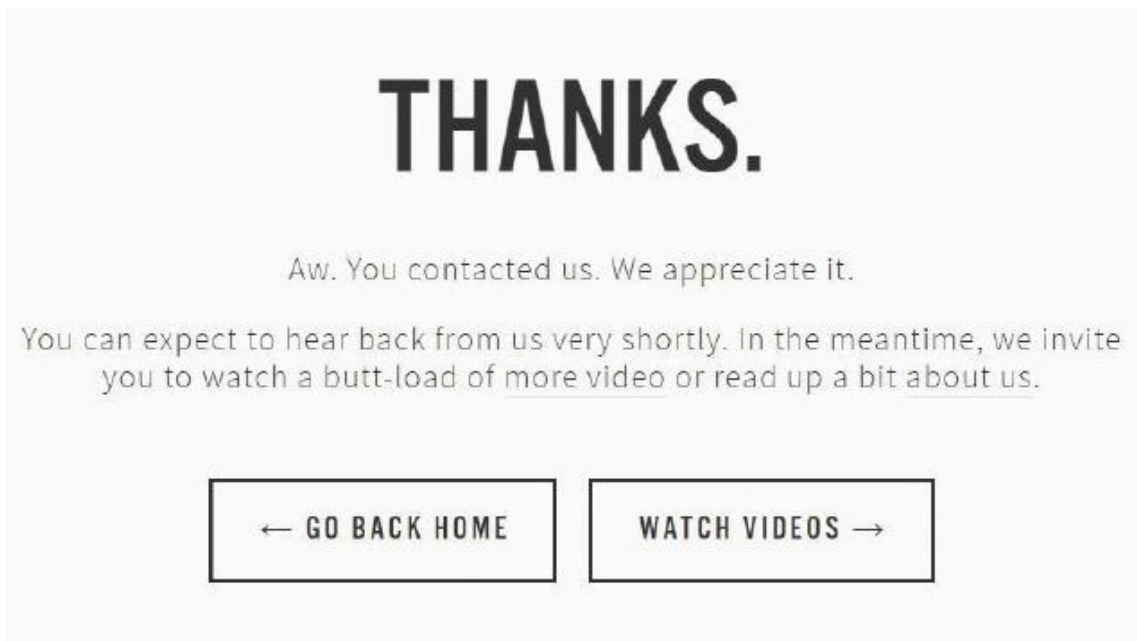 THANKS.
Aw. You contacted us. We appreciate it.
You can expect to hear back from us very shortly. In the meantime, we invite
you to watch a butt-load of more video or read up a bit about us.
← GO BACK HOME
WATCH VIDEOS →